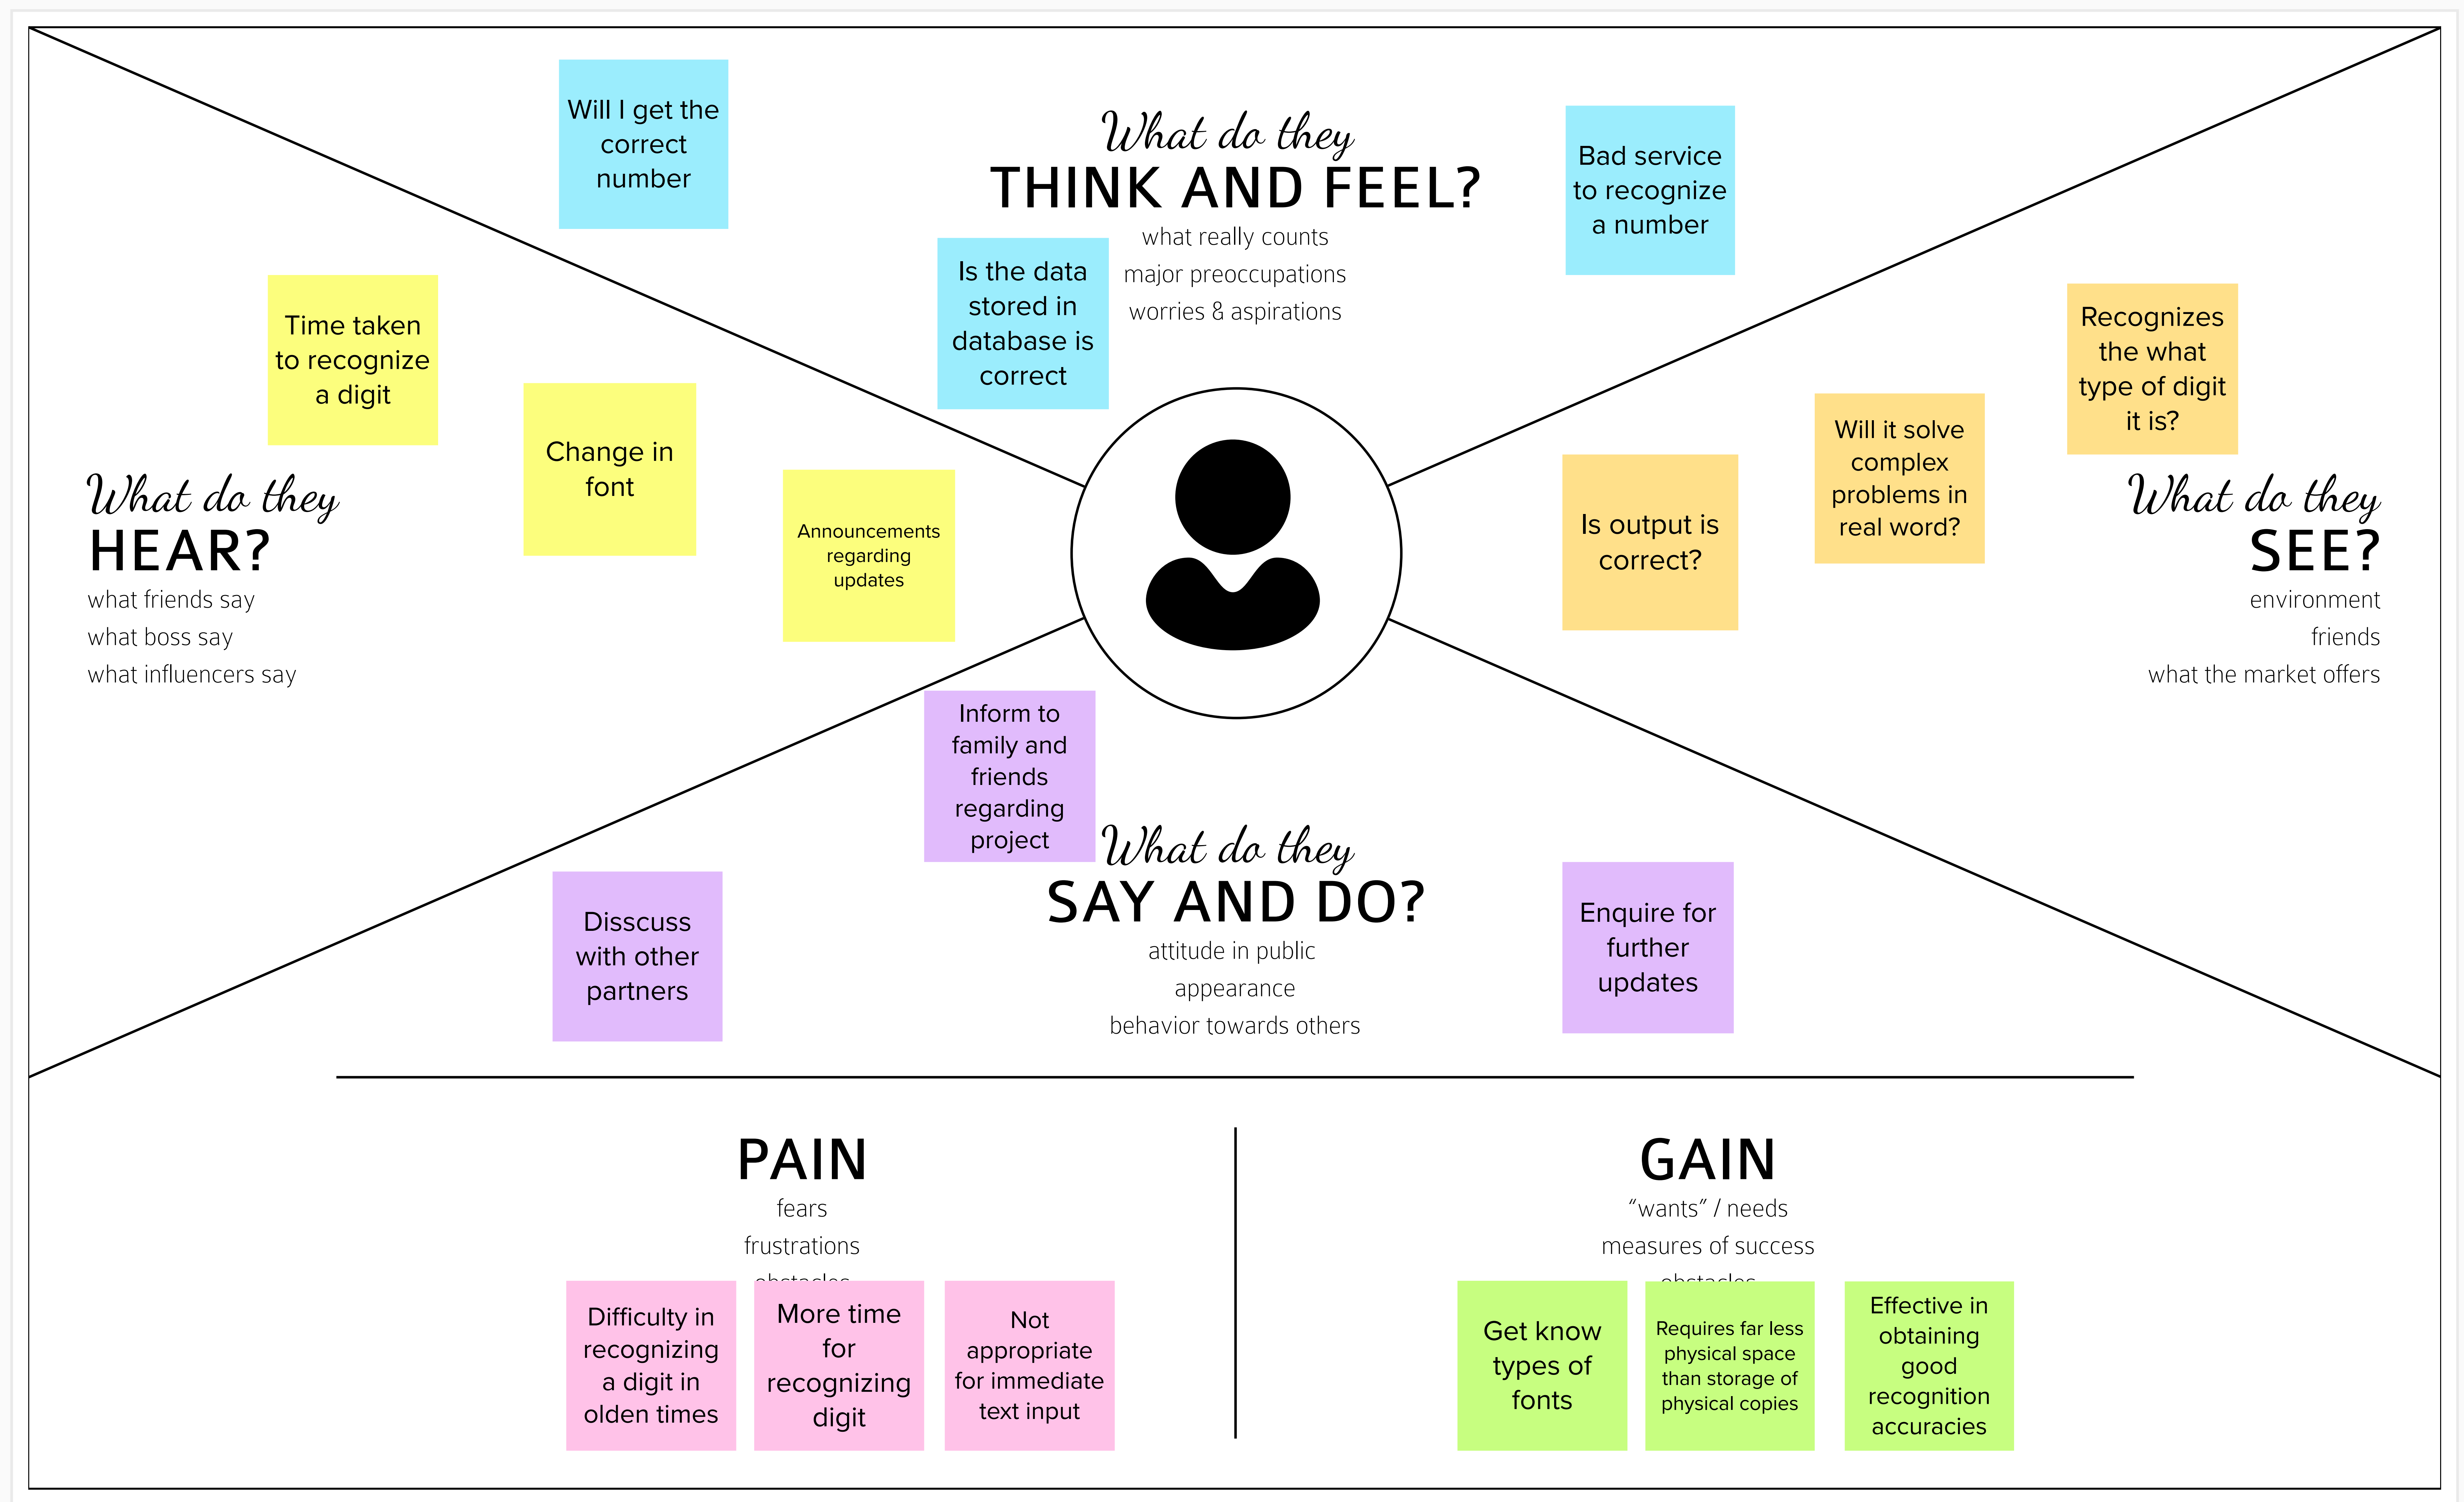 Will I get the
correct
number
What do they
THINK AND FEEL?
what really counts
major preoccupations
worries & aspirations
Is the data
stored in
database is
correct
Bad service
to recognize
a number
Time taken
to recognize
a digit
Change in
font
Announcements
regarding
updates
What do they
HEAR?
what friends say
what boss say
what influencers say
Recognizes
the what
type of digit
it is?
Will it solve
complex
problems in
real word?
Is output is
correct?
What do they
SEE?
environment
friends
what the market offers
Inform to
family and
friends
regarding
project
Disscuss
with other
partners
What do they
SAY AND DO?
attitude in public
appearance
behavior towards others
Enquire for
further
updates
PAIN
fears
frustrations
obstacles
Difficulty in
recognizing
a digit in
olden times
More time
for
recognizing
digit
Not
appropriate
for immediate
text input
GAIN
“wants” / needs
measures of success
obstacles
Get know
types of
fonts
Requires far less
physical space
than storage of
physical copies
Effective in
obtaining
good
recognition
accuracies